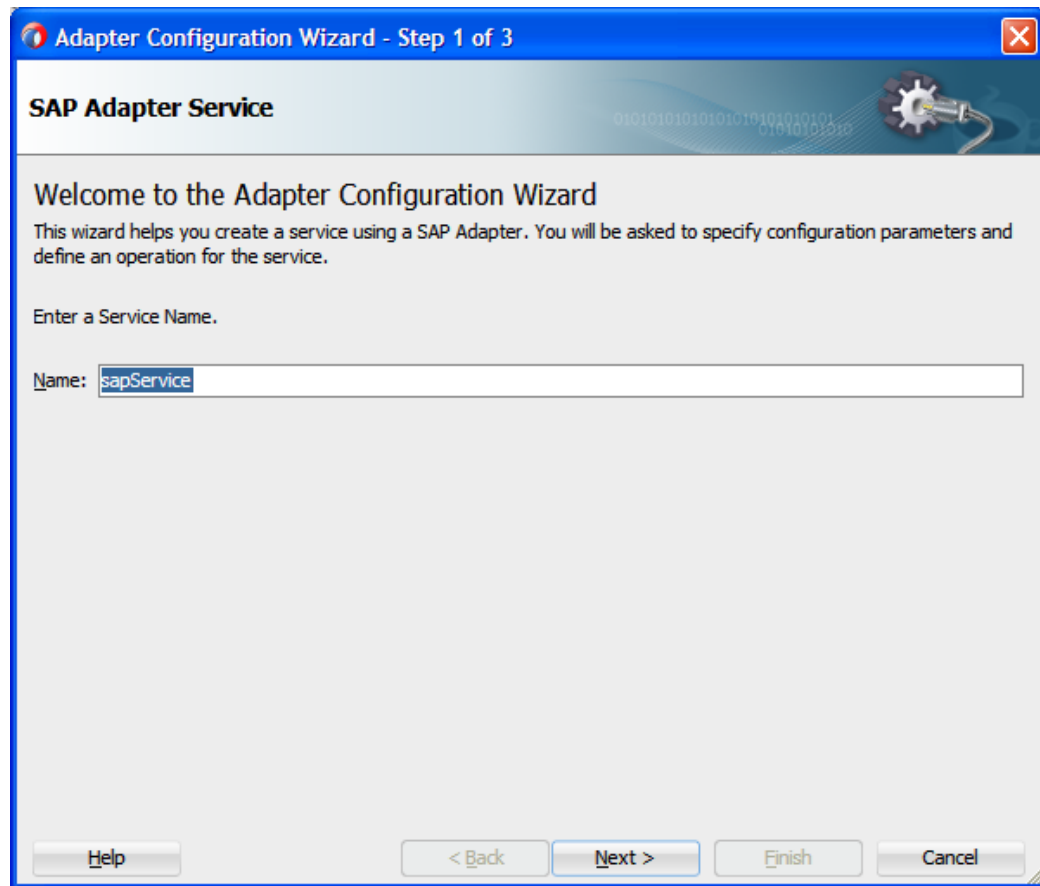 Adapter Configuration Wizard - Step 1 of 3
SAP Adapter Service
Welcome to the Adapter Configuration Wizard
This wizard helps you create a service using a SAP Adapter. You will be asked to specify configuration parameters and
define an operation for the service.
Enter a Service Name.
Name: sapService
Help < Back Next > Finish Cancel